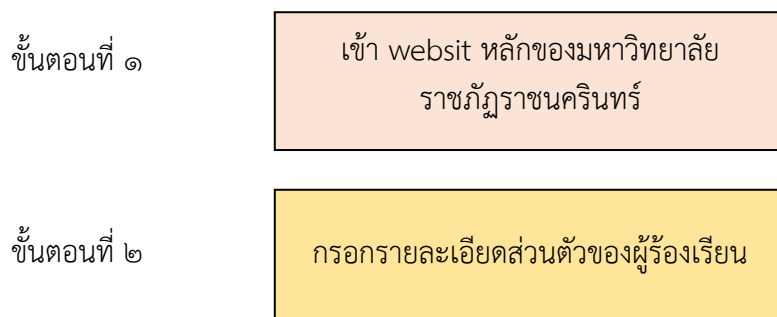 ขั้นตอนที่ ๑
เข้า websit หลักของมหาวิทยาลัย
ราชภัฏราชนครินทร์
ขั้นตอนที่ ๒
กรอกรายละเอียดส่วนตัวของผู้ร้องเรียน